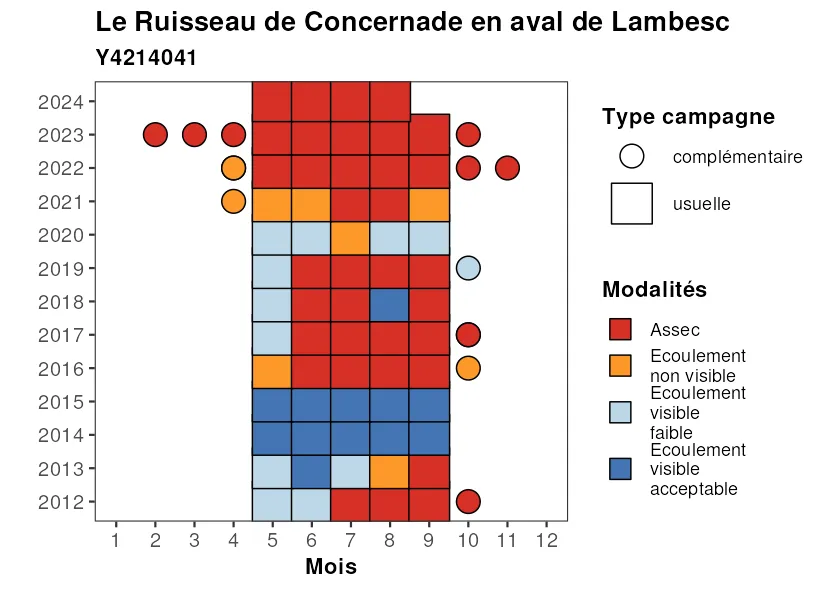 Le Ruisseau de Concernade en aval de Lambesc
Y4214041
2024
2023
2022
2021
2020
2019
2018
2017
2016
2015
2014
2013
2012
1 2 3 4 5 6 7 8 9 10 11 12
Mois
Type campagne
complémentaire
usuelle
Modalités
Assec
Ecoulement
non visible
Ecoulement
visible
faible
Ecoulement
visible
acceptable